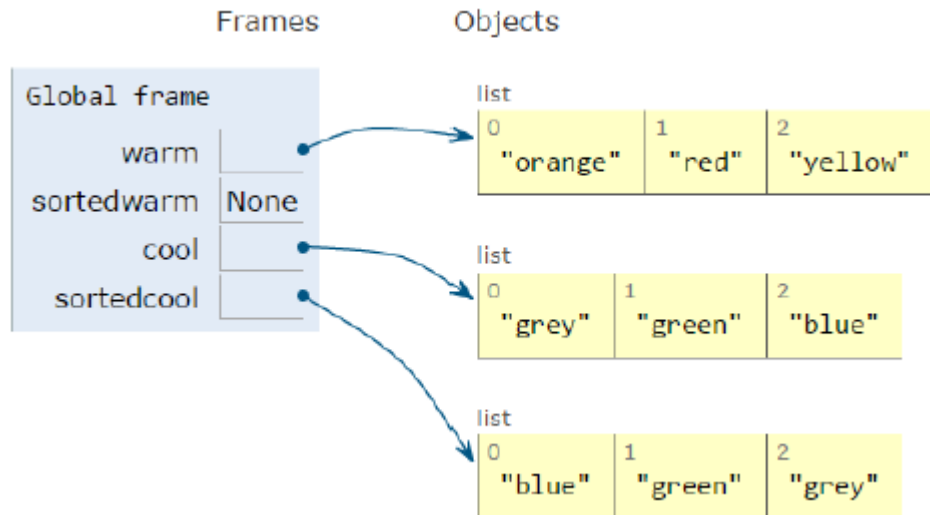 Frames Objects
Global frame
warm
sortedwarm None
cool
sortedcool
list
0 1 2
"orange" "red" "yellow"
list
0 1 2
"grey" "green" "blue"
list
0 1 2
"blue" "green" "grey"